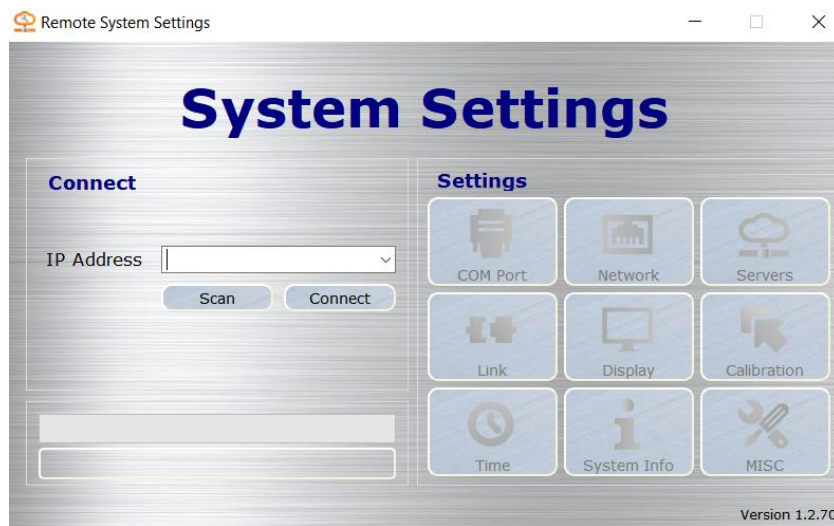 Remote System Settings
System Settings
Connect
IP Address
Scan
Connect
Settings
COM Port
Network
Servers
Link
Display
Calibration
Time
System Info
MISC
Version 1.2.70